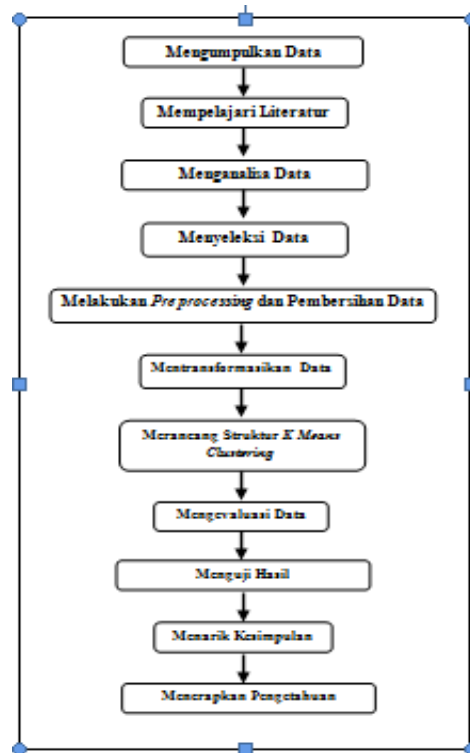 Mengumpulkan Data
Mempelajari Literatur
Menganalisa Data
Menyeleksi Data
Melakukan Pre processing dan Pembersihan Data
Mentransformasikan Data
Merancang Struktur K Means
Clustering
Mengevaluasi Data
Menguji Hasil
Menarik Kesimpulan
Menerapkan Pengetahuan